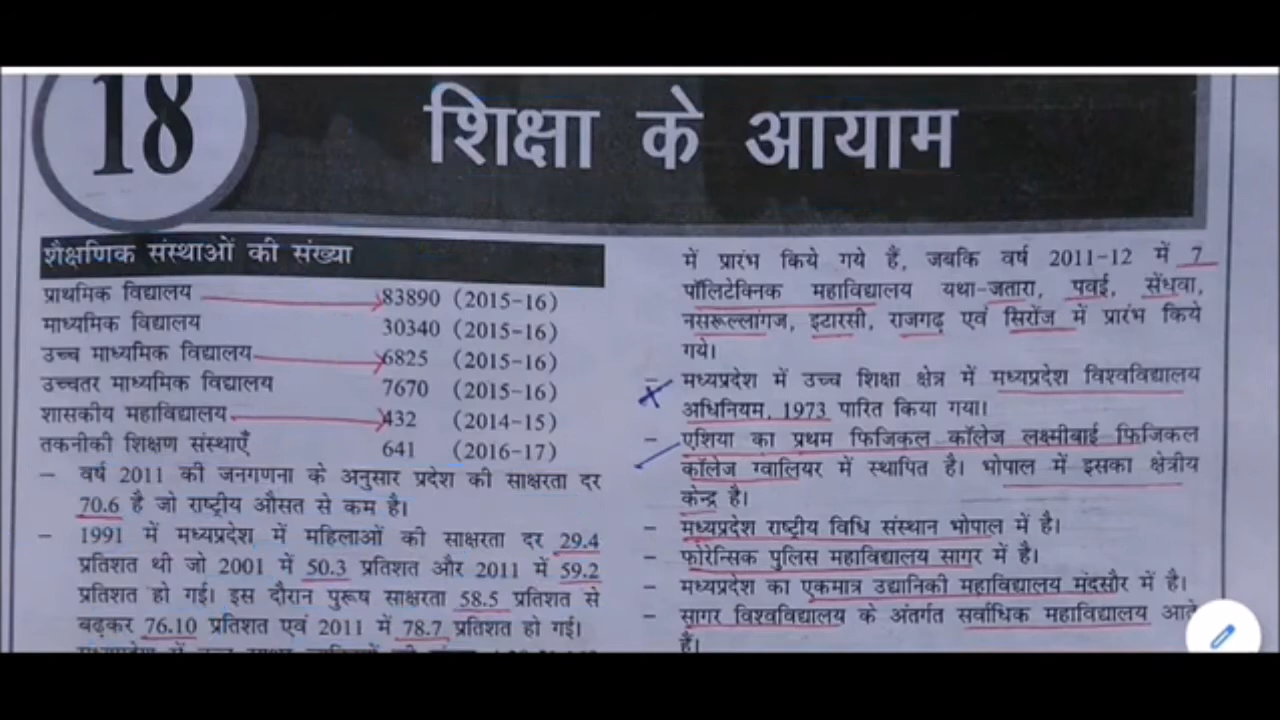 18
शिक्षा के आयाम
शैक्षणिक संस्थाओं की संख्या
प्राथमिक विद्यालय 83890 (2015-16)
माध्यमिक विद्यालय 30340 (2015-16)
उच्च माध्यमिक विद्यालय 6825 (2015-16)
उच्चतर माध्यमिक विद्यालय 7670 (2015-16)
शासकीय महाविद्यालय 432 (2014-15)
तकनीकी शिक्षण संस्थाएँ 641 (2016-17)
– वर्ष 2011 की जनगणना के अनुसार प्रदेश की साक्षरता दर
70.6 है जो राष्ट्रीय औसत से कम है।
– 1991 में मध्यप्रदेश में महिलाओं की साक्षरता दर 29.4
प्रतिशत थी जो 2001 में 50.3 प्रतिशत और 2011 में 59.2
प्रतिशत हो गई। इस दौरान पुरूष साक्षरता 58.5 प्रतिशत से
बढ़कर 76.10 प्रतिशत एवं 2011 में 78.7 प्रतिशत हो गई।
में प्रारंभ किये गये हैं, जबकि वर्ष 2011-12 में 7
पॉलिटेक्निक महाविद्यालय यथा-जतारा, पवई, सेंधवा,
नसरूल्लागंज, इटारसी, राजगढ़ एवं सिरोंज में प्रारंभ किये
गये।
– मध्यप्रदेश में उच्च शिक्षा क्षेत्र में मध्यप्रदेश विश्वविद्यालय
अधिनियम, 1973 पारित किया गया।
– एशिया का प्रथम फिजिकल कॉलेज लक्ष्मीबाई फिजिकल
कॉलेज ग्वालियर में स्थापित है। भोपाल में इसका क्षेत्रीय
केन्द्र है।
– मध्यप्रदेश राष्ट्रीय विधि संस्थान भोपाल में है।
– फोरेन्सिक पुलिस महाविद्यालय सागर में है।
– मध्यप्रदेश का एकमात्र उद्यानिकी महाविद्यालय मंदसौर में है।
– सागर विश्वविद्यालय के अंतर्गत सर्वाधिक महाविद्यालय आते
हैं।